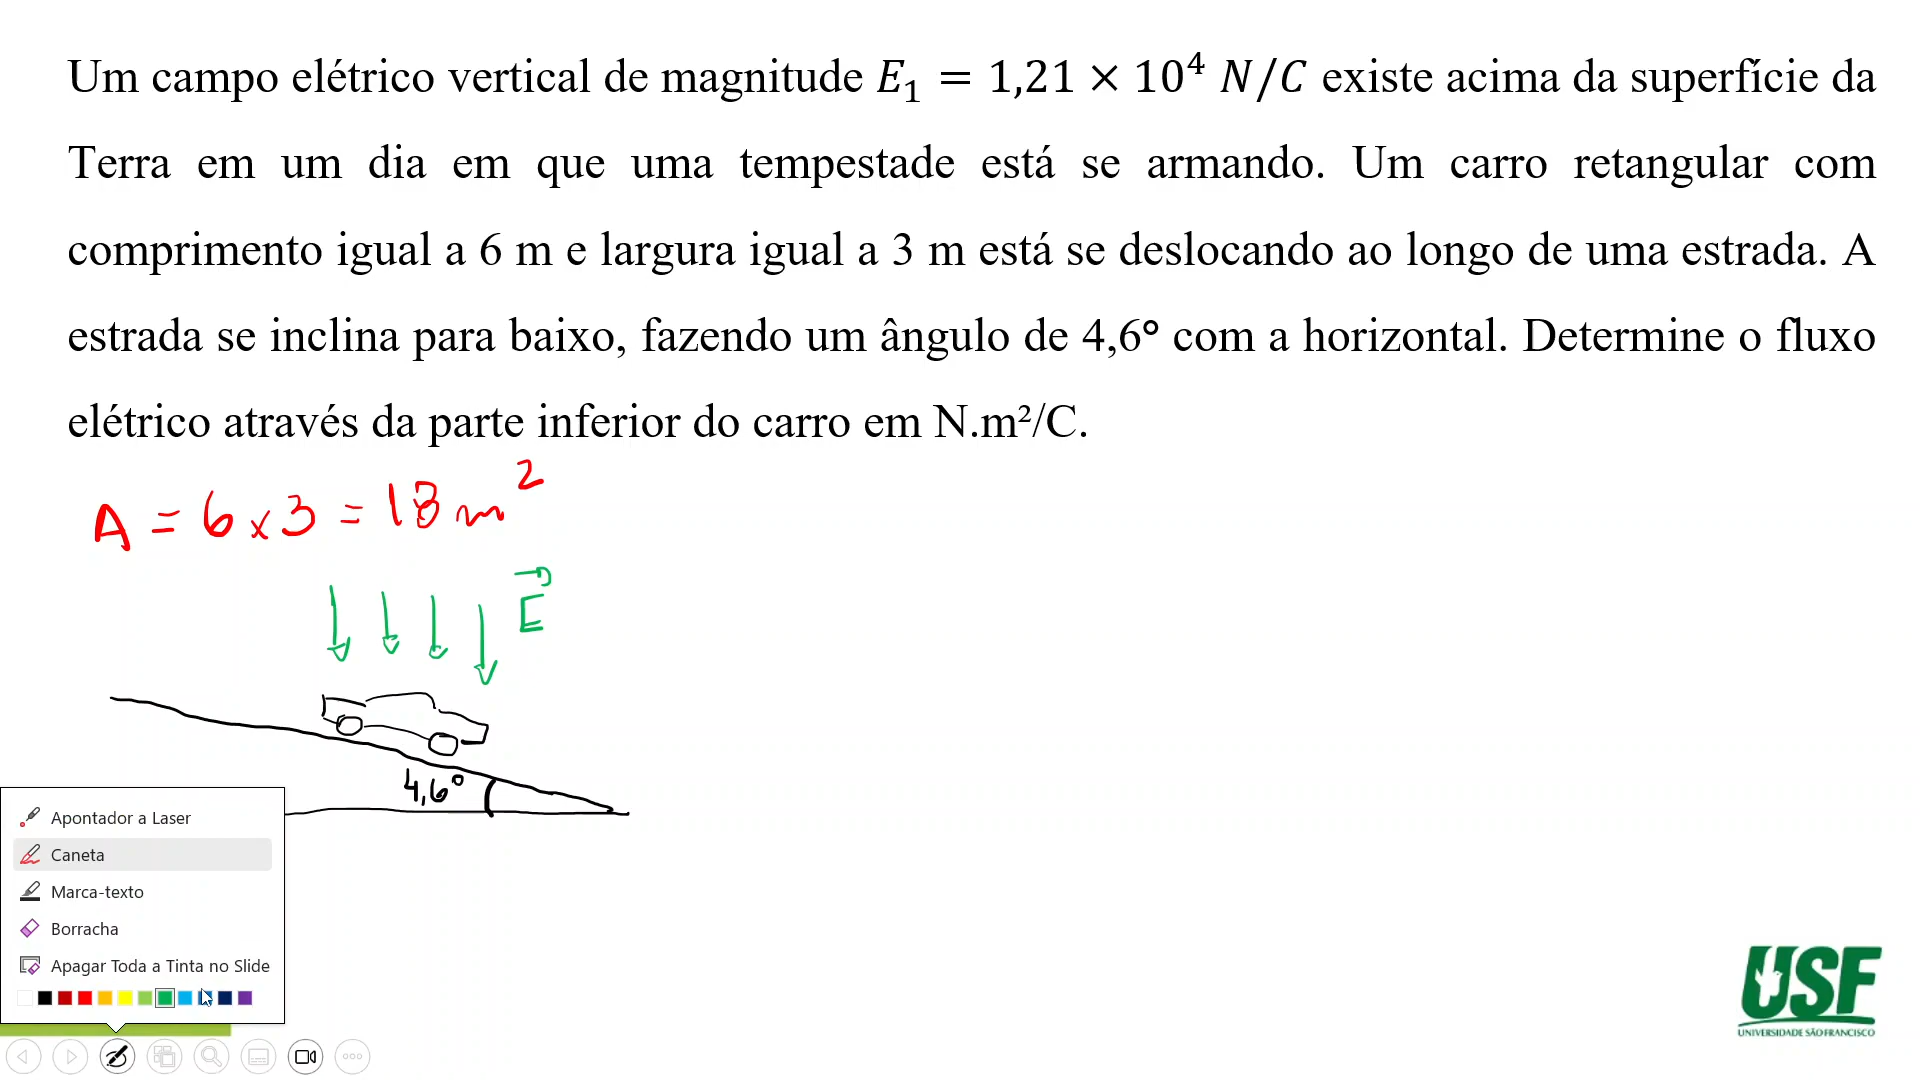 Um campo elétrico vertical de magnitude E₁ = 1,21 × 10⁴ N/C existe acima da superfície da
Terra em um dia em que uma tempestade está se armando. Um carro retangular com
comprimento igual a 6 m e largura igual a 3 m está se deslocando ao longo de uma estrada. A
estrada se inclina para baixo, fazendo um ângulo de 4,6° com a horizontal. Determine o fluxo
elétrico através da parte inferior do carro em N.m²/C.
A = 6 x 3 = 18 m²
E
4,6°
Apontador a Laser
Caneta
Marca-texto
Borracha
Apagar Toda a Tinta no Slide
USF
UNIVERSIDADE SÃO FRANCISCO